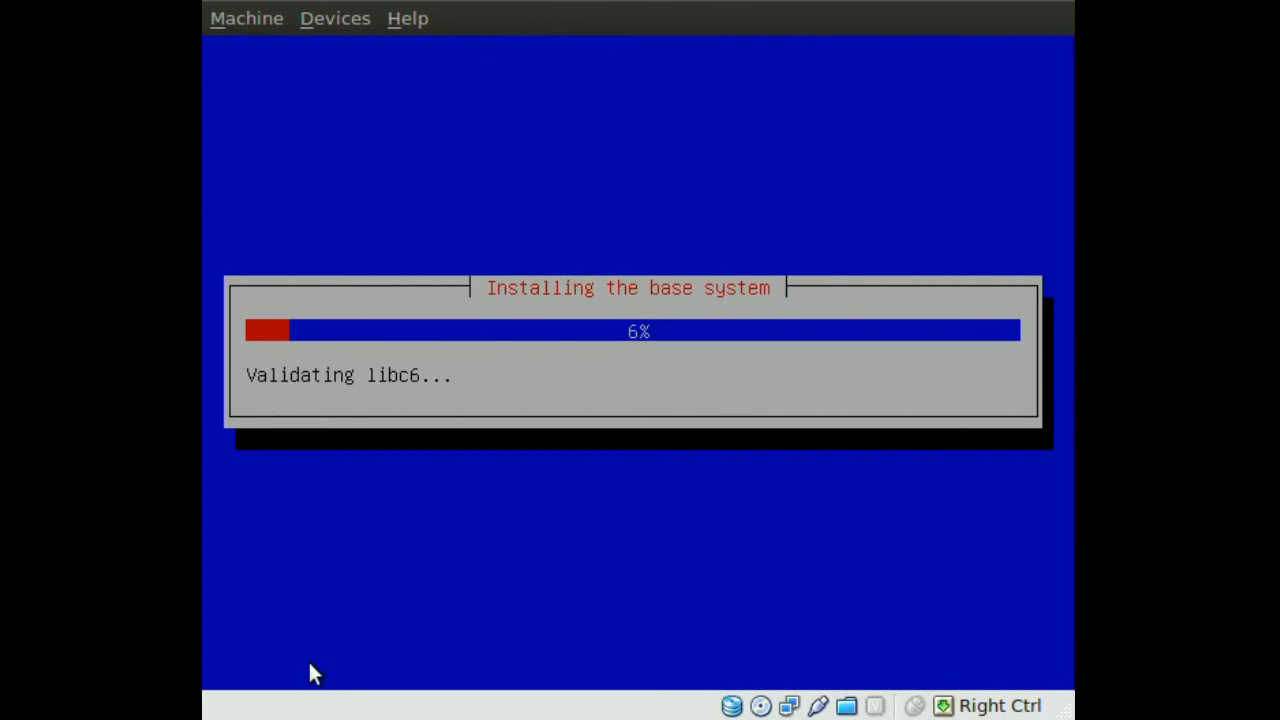 Machine Devices Help
Installing the base system
6%
Validating libc6...
Right Ctrl